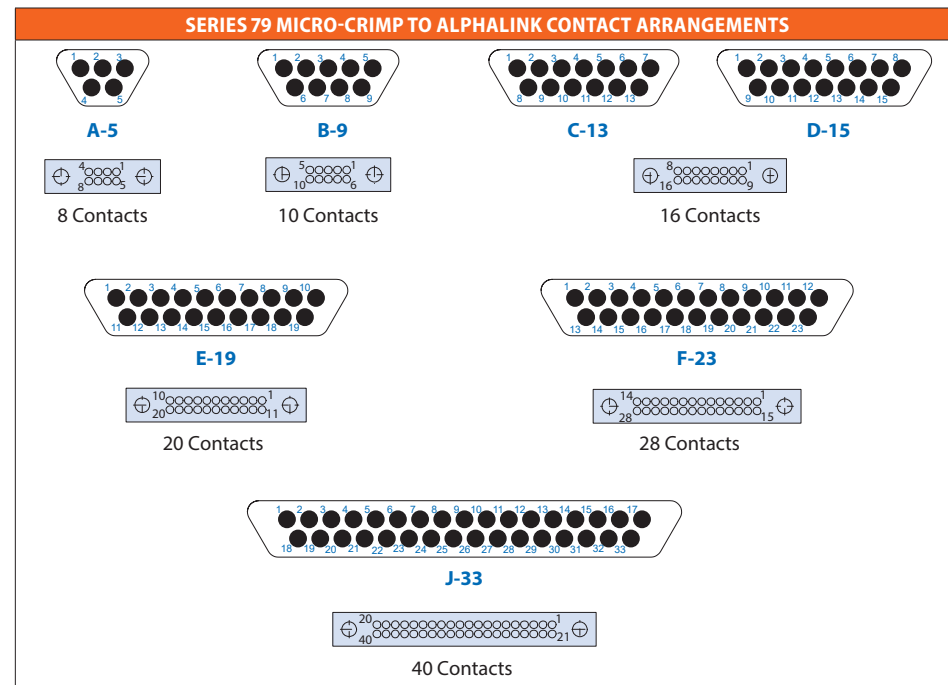 SERIES 79 MICRO-CRIMP TO ALPHALINK CONTACT ARRANGEMENTS
1 2 3
4 5
A-5
1 2 3 4 5
6 7 8 9
B-9
1 2 3 4 5 6 7
8 9 10 11 12 13
C-13
1 2 3 4 5 6 7 8
9 10 11 12 13 14 15
D-15
4 1
8 5
8 Contacts
5 1
10 6
10 Contacts
8 1
16 9
16 Contacts
1 2 3 4 5 6 7 8 9 10
11 12 13 14 15 16 17 18 19
E-19
1 2 3 4 5 6 7 8 9 10 11 12
13 14 15 16 17 18 19 20 21 22 23
F-23
10 1
20 11
20 Contacts
14 1
28 15
28 Contacts
1 2 3 4 5 6 7 8 9 10 11 12 13 14 15 16 17
18 19 20 21 22 23 24 25 26 27 28 29 30 31 32 33
J-33
20 1
40 21
40 Contacts